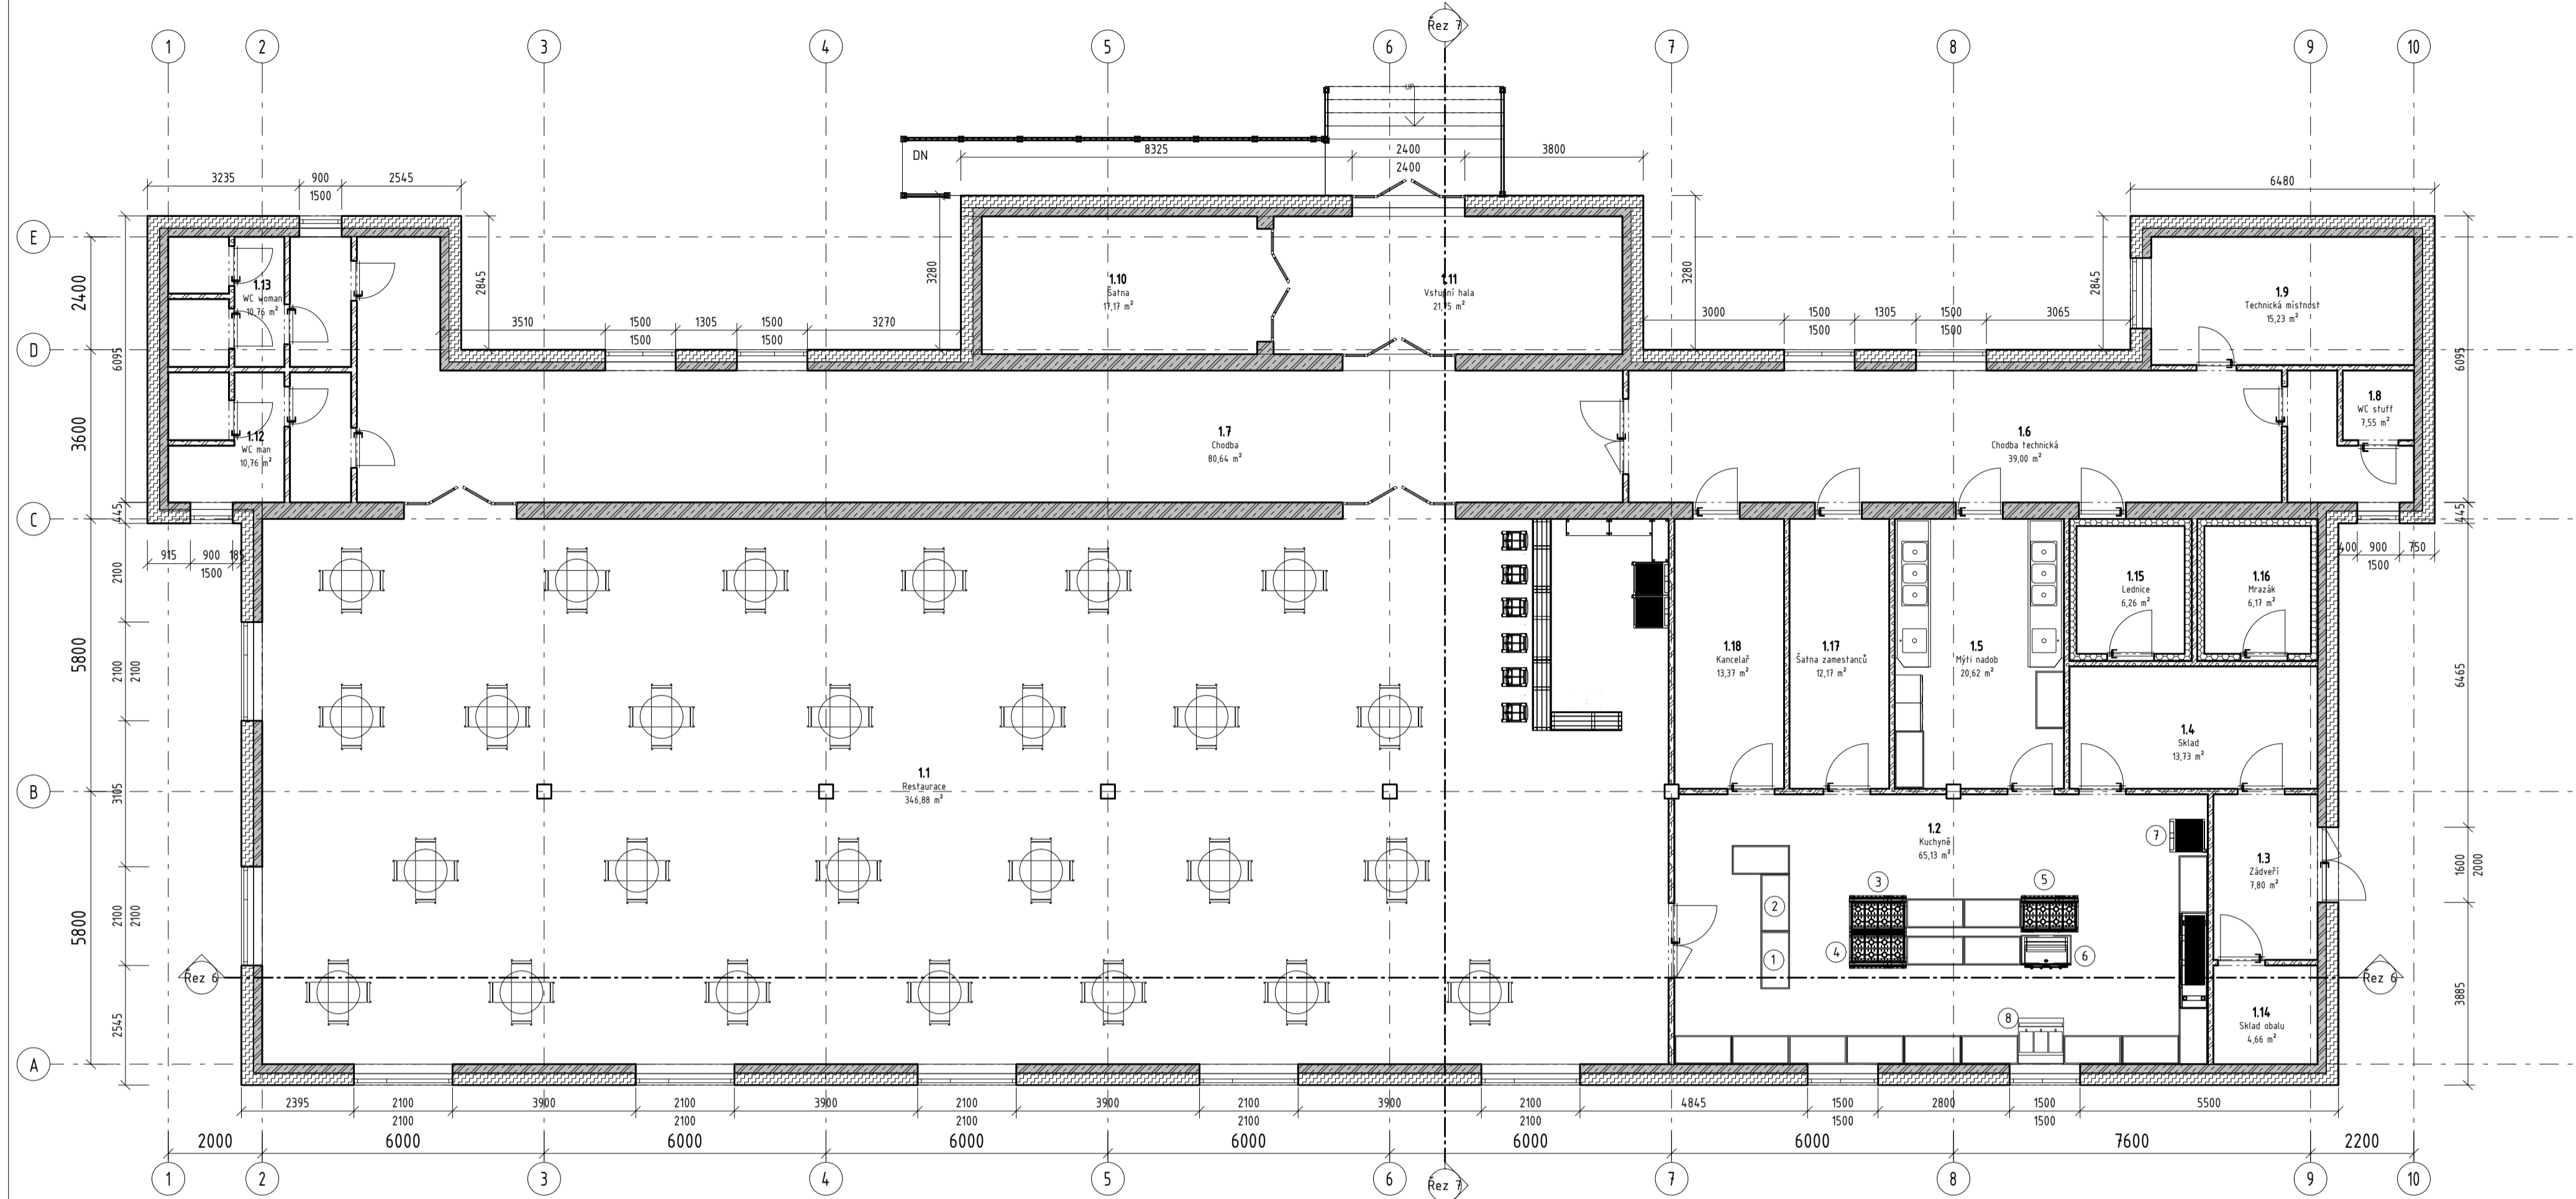 Řez 7
1 2 3 4 5 6 7 8 9 10
UP
DN
8325 2400 3800
2400
3235 900 2545
1500
6480
E
2400
6095
2845
3280
3280
2845
6095
1.13
WC woman
10,76 m²
1.10
Šatna
17,17 m²
1.11
Vstupní hala
21,75 m²
1.9
Technická místnost
15,23 m²
3510 1500 1305 1500 3270
1500 1500
3000 1500 1305 1500 3065
1500 1500
D
3600
1.12
WC man
10,76 m²
1.7
Chodba
80,64 m²
1.6
Chodba technická
39,00 m²
1.8
WC stuff
7,55 m²
C
445
445
915 900 185
1500
400 900 750
1500
2100
5800
2100
2100
3105
6465
1.18
Kancelař
13,37 m²
1.17
Šatna zamestanců
12,17 m²
1.5
Mýti nadob
20,62 m²
1.15
Lednice
6,26 m²
1.16
Mrazák
6,17 m²
1.4
Sklad
13,73 m²
B
1.1
Restaurace
346,88 m²
1.2
Kuchyně
65,13 m²
7
1.3
Zádveří
7,80 m²
1600
2000
5800
2100
2100
3
5
2
4
1
6
Řez 6
Řez 6
2545
3885
8
1.14
Sklad obalu
4,66 m²
A
2395 2100 3900 2100 3900 2100 3900 2100 3900 2100 4845 1500 2800 1500 5500
2100 2100 2100 2100 2100 1500 1500
2000 6000 6000 6000 6000 6000 6000 7600 2200
1 2 3 4 5 6 7 8 9 10
Řez 7